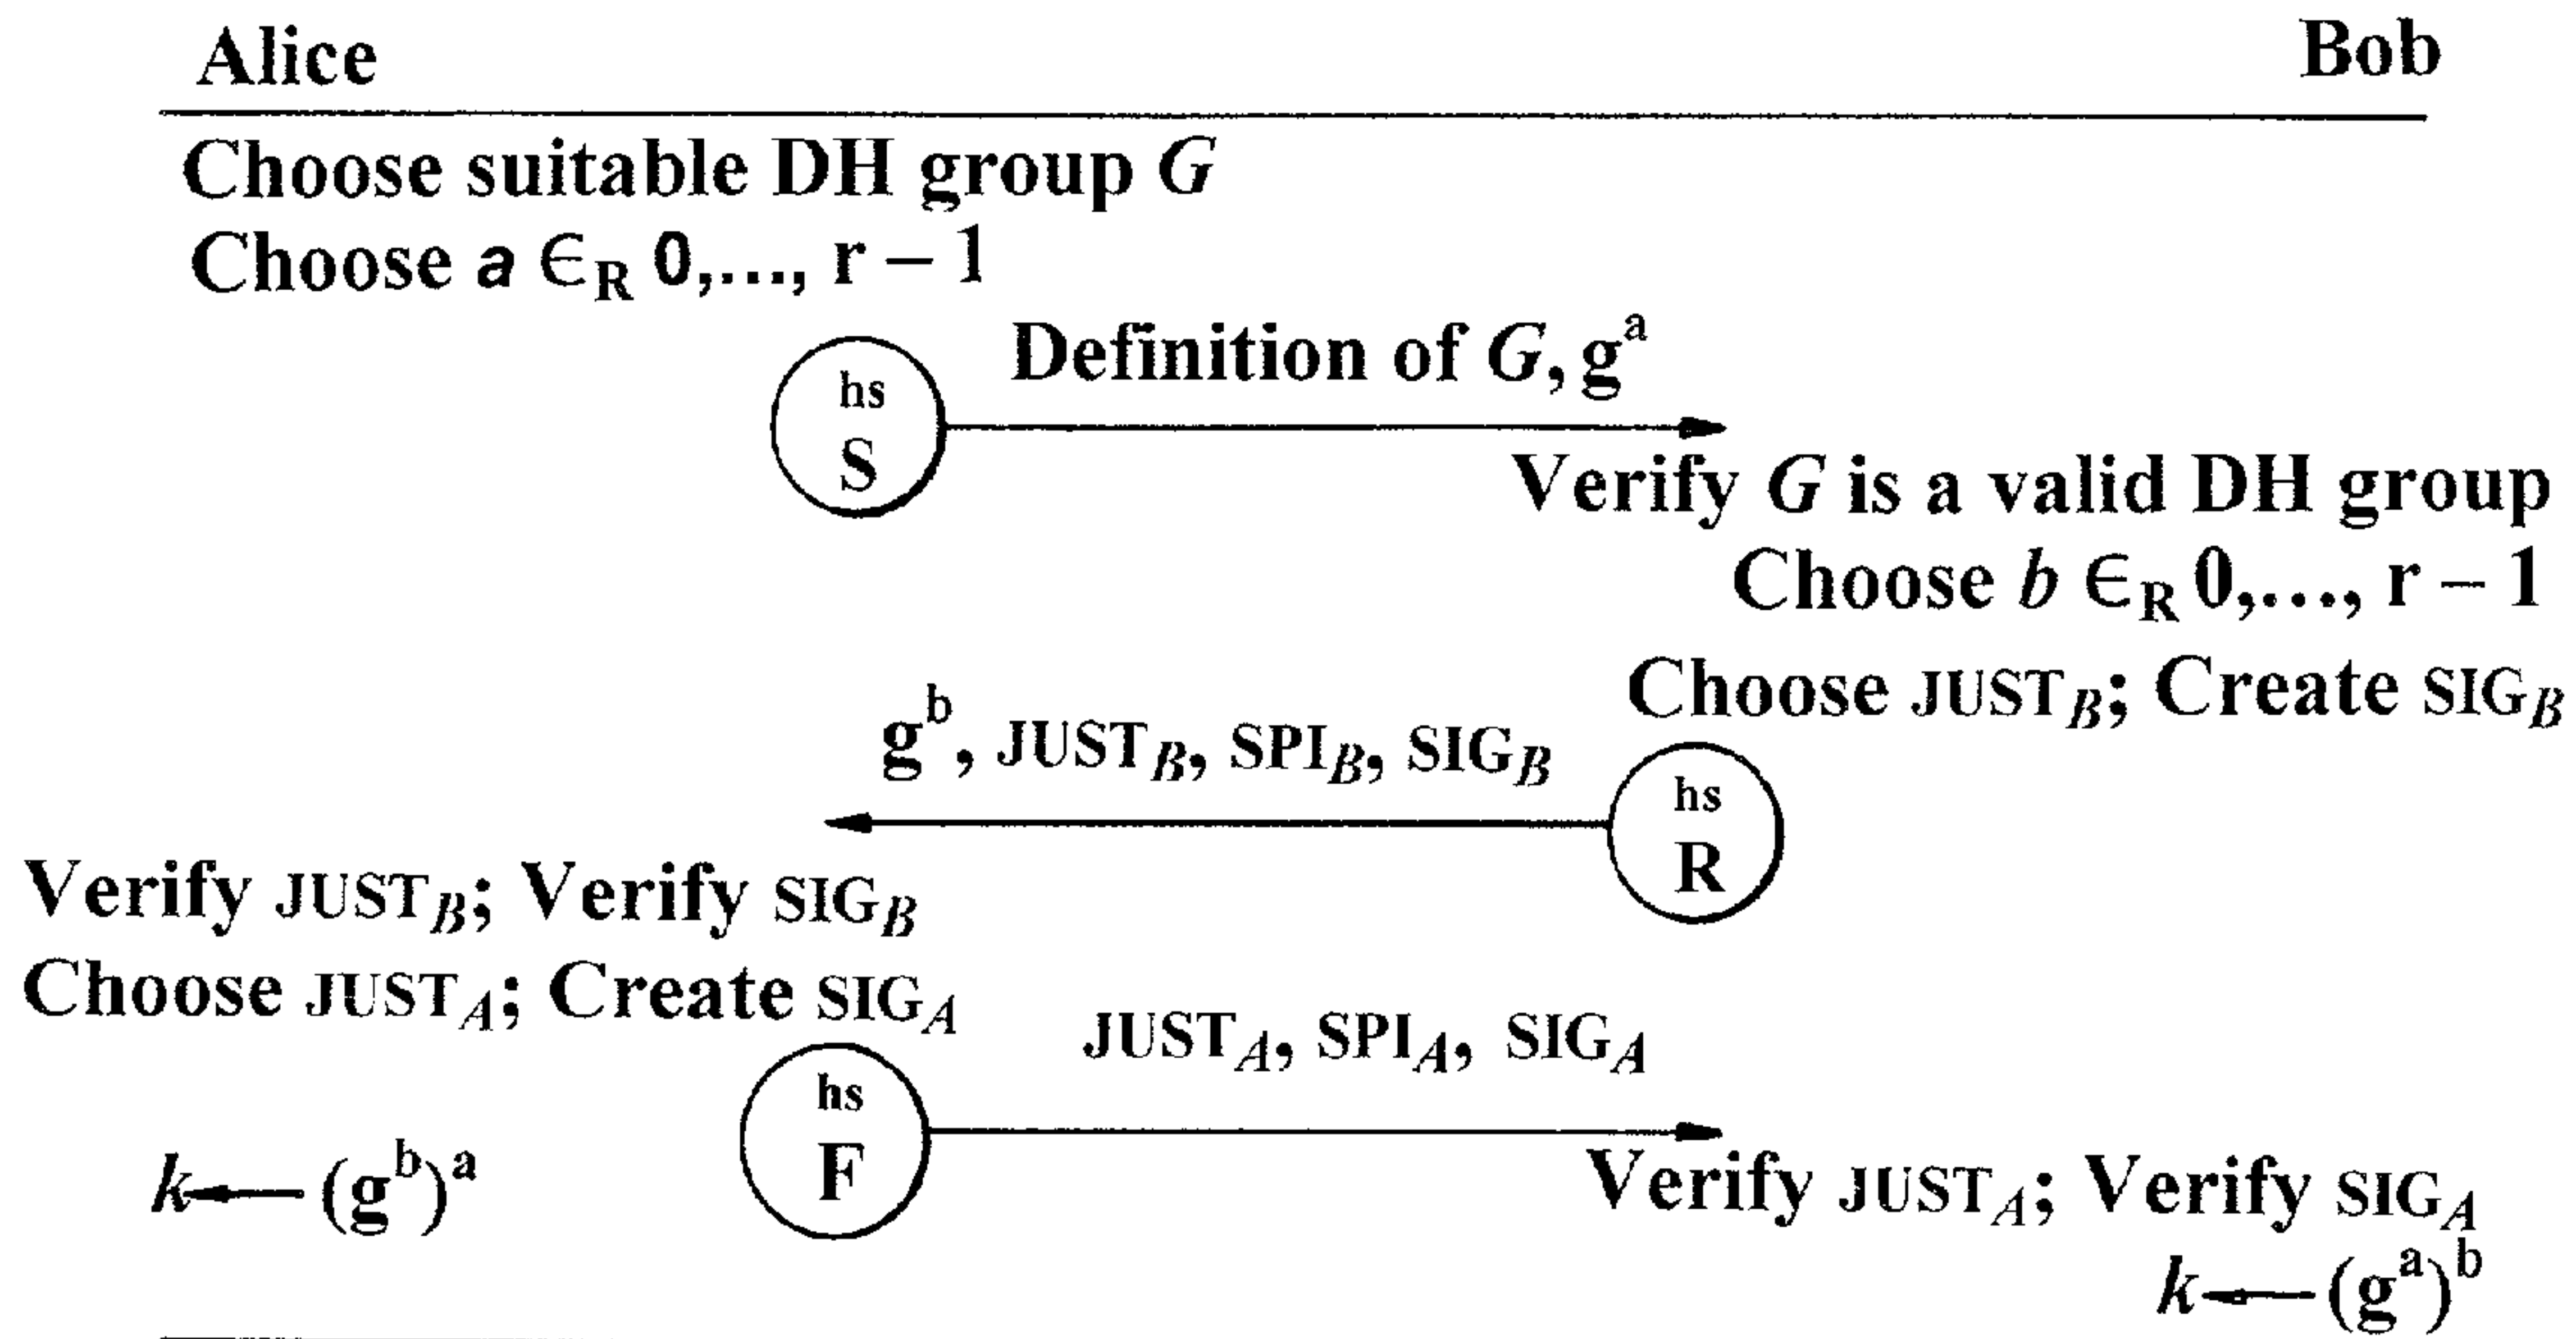 Alice Bob
Choose suitable DH group G
Choose a ∈R 0,..., r – 1
Definition of G, g^a
hs
S
Verify G is a valid DH group
Choose b ∈R 0,..., r – 1
Choose JUST_B; Create SIG_B
g^b, JUST_B, SPI_B, SIG_B
hs
R
Verify JUST_B; Verify SIG_B
Choose JUST_A; Create SIG_A
JUST_A, SPI_A, SIG_A
hs
F
k ← (g^b)^a
Verify JUST_A; Verify SIG_A
k ← (g^a)^b